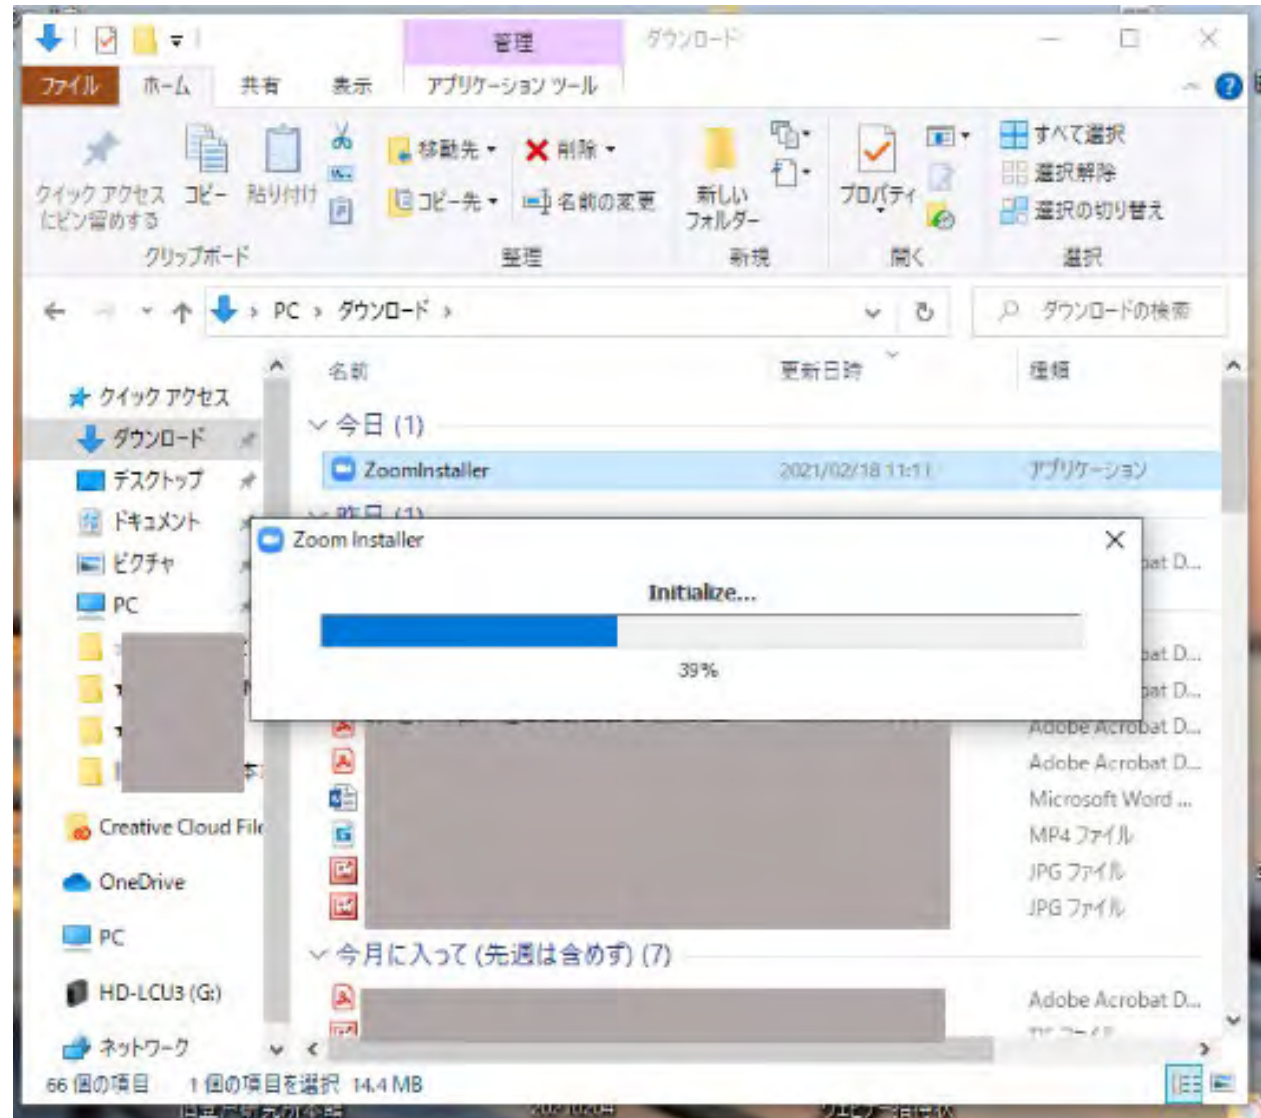 管理
ダウンロード
ファイル ホーム 共有 表示 アプリケーション ツール
クイック アクセス
にピン留めする
コピー
貼り付け
移動先
コピー先
削除
名前の変更
新しい
フォルダー
プロパティ
すべて選択
選択解除
選択の切り替え
クリップボード 整理 新規 開く 選択
PC › ダウンロード ›
ダウンロードの検索
名前 更新日時 種類
クイック アクセス
ダウンロード
デスクトップ
ドキュメント
ピクチャ
PC
Creative Cloud File
OneDrive
PC
HD-LCU3 (G:)
ネットワーク
今日 (1)
ZoomInstaller 2021/02/18 11:11 アプリケーション
昨日 (1)
Zoom Installer
Initialize...
39%
bat D...
bat D...
bat D...
Adobe Acrobat D...
Adobe Acrobat D...
Microsoft Word ...
MP4 ファイル
JPG ファイル
JPG ファイル
今月に入って (先週は含めず) (7)
Adobe Acrobat D...
66 個の項目 1 個の項目を選択 14.4 MB